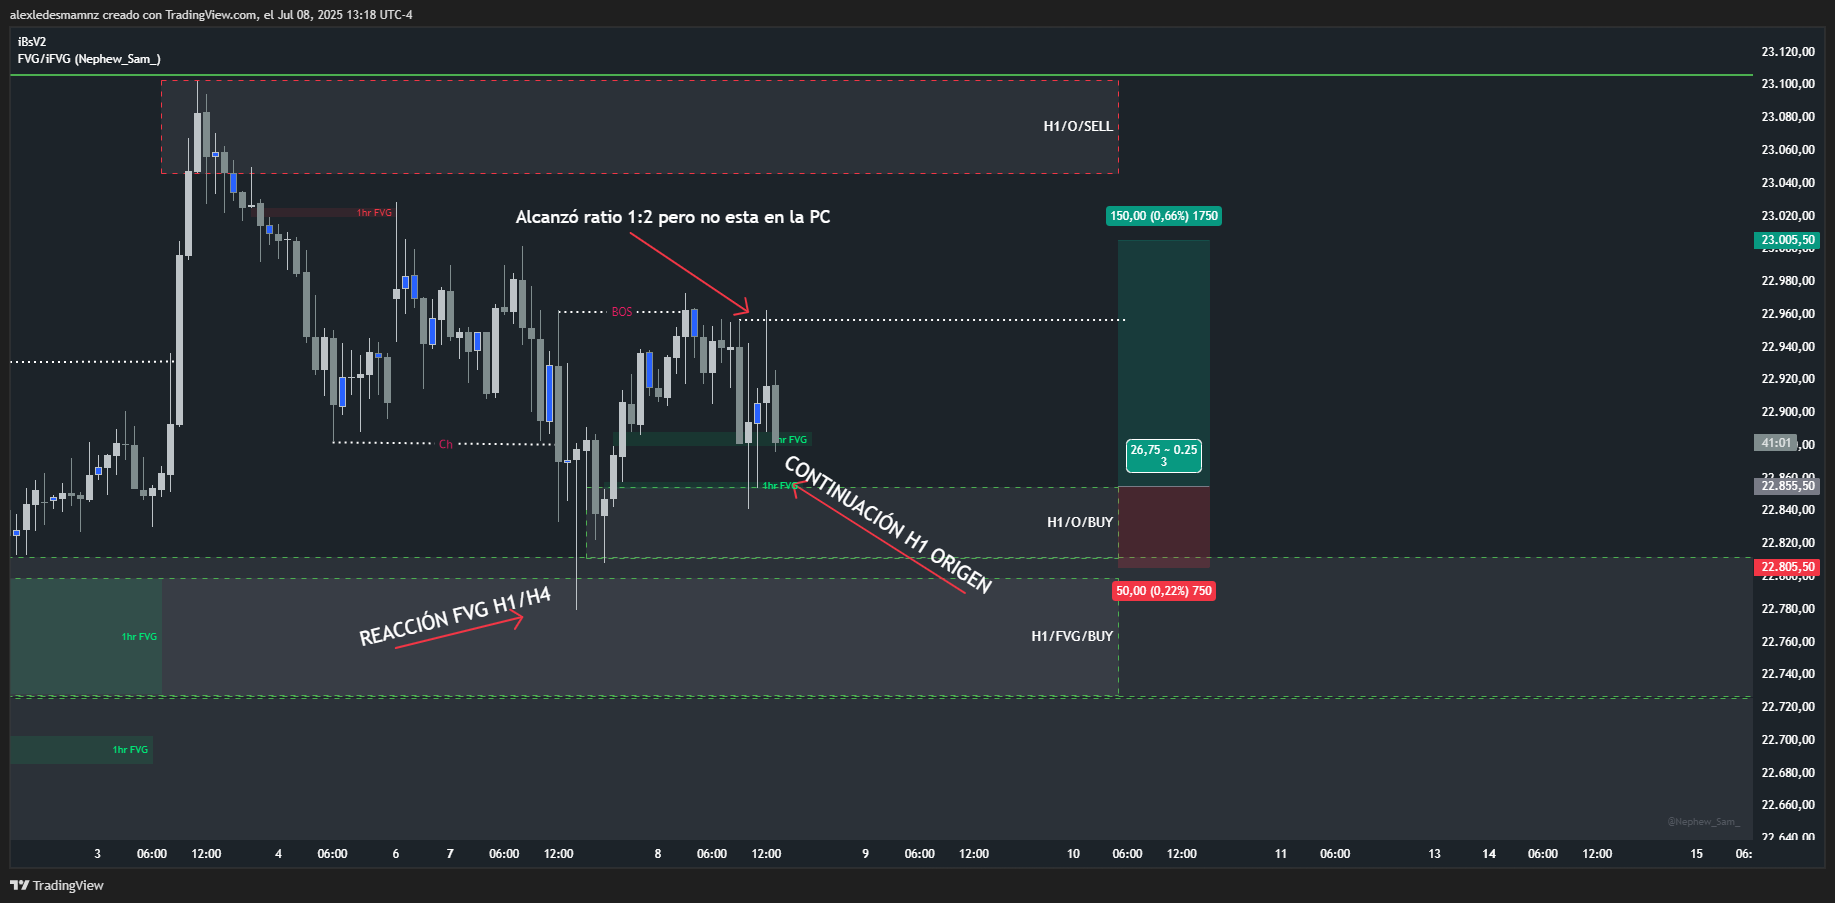 alexledesmamnz creado con TradingView.com, el Jul 08, 2025 13:18 UTC-4
iBsV2
FVG/iFVG (Nephew_Sam_)
23.120,00
23.100,00
H1/O/SELL
23.080,00
23.060,00
23.040,00
1hr FVG
Alcanzó ratio 1:2 pero no esta en la PC
150,00 (0,66%) 1750
23.020,00
23.005,50
22.980,00
BOS
22.960,00
22.940,00
22.920,00
22.900,00
Ch
hr FVG
41:01
26,75 ~ 0.25
3
CONTINUACIÓN H1 ORIGEN
1hr FVG
22.855,50
H1/O/BUY
22.840,00
22.820,00
22.805,50
50,00 (0,22%) 750
REACCIÓN FVG H1/H4
22.780,00
1hr FVG
H1/FVG/BUY
22.760,00
22.740,00
22.720,00
1hr FVG
22.700,00
22.680,00
22.660,00
@Nephew_Sam_
22.640,00
3 06:00 12:00 4 06:00 6 7 06:00 12:00 8 06:00 12:00 9 06:00 12:00 10 06:00 12:00 11 06:00 13 14 06:00 12:00 15 06:
TradingView